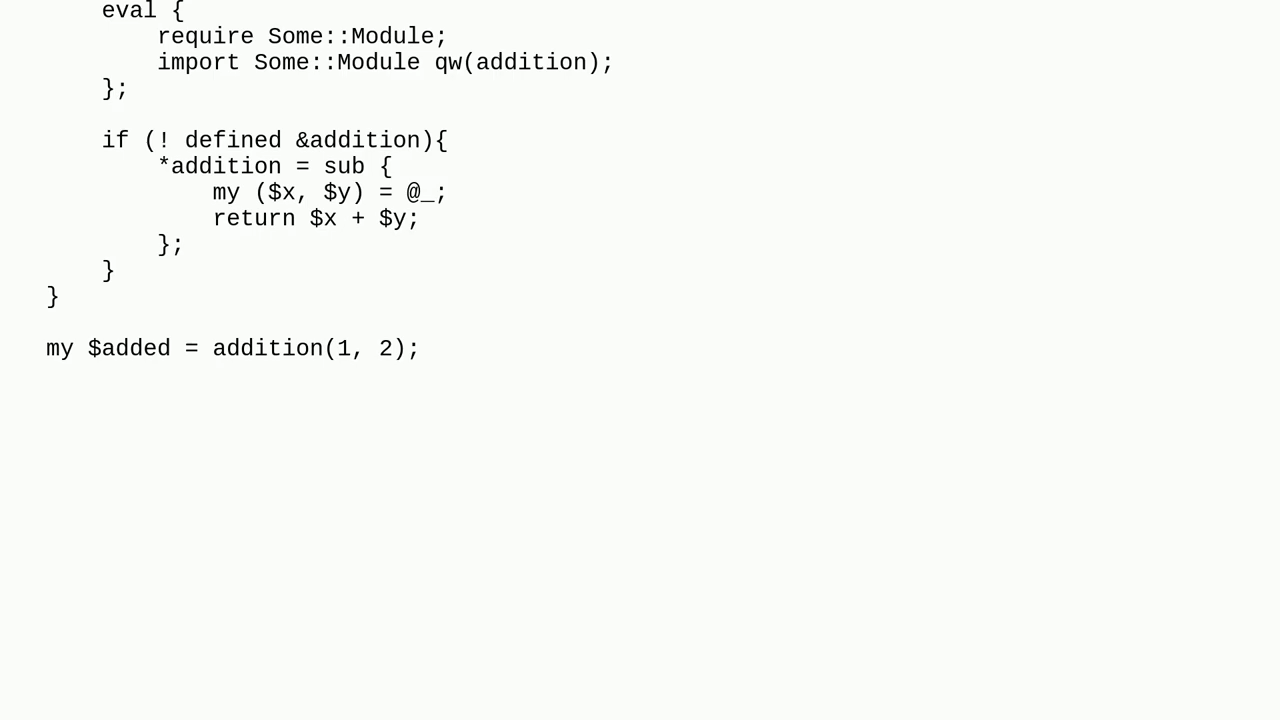 eval {
require Some::Module;
import Some::Module qw(addition);
};
if (! defined &addition){
*addition = sub {
my ($x, $y) = @_;
return $x + $y;
};
}
}
my $added = addition(1, 2);